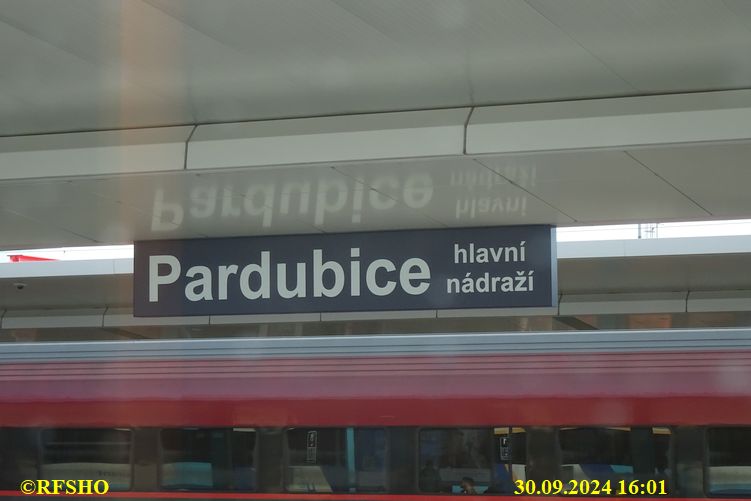 Pardubice
hlavní
nádraží
©RFSHO
30.09.2024 16:01